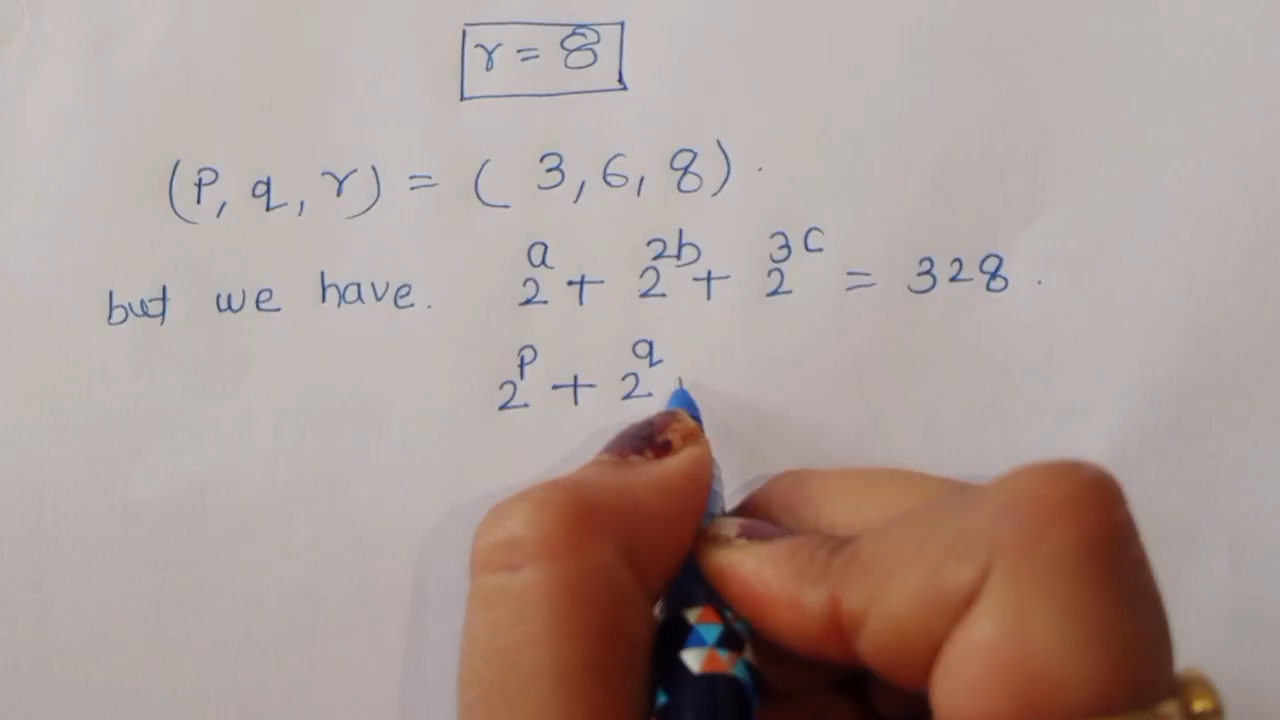 r = 8
(p, q, r) = ( 3, 6, 8) .
but we have. 2^a + 2^2b + 2^3c = 328 .
2^p + 2^q